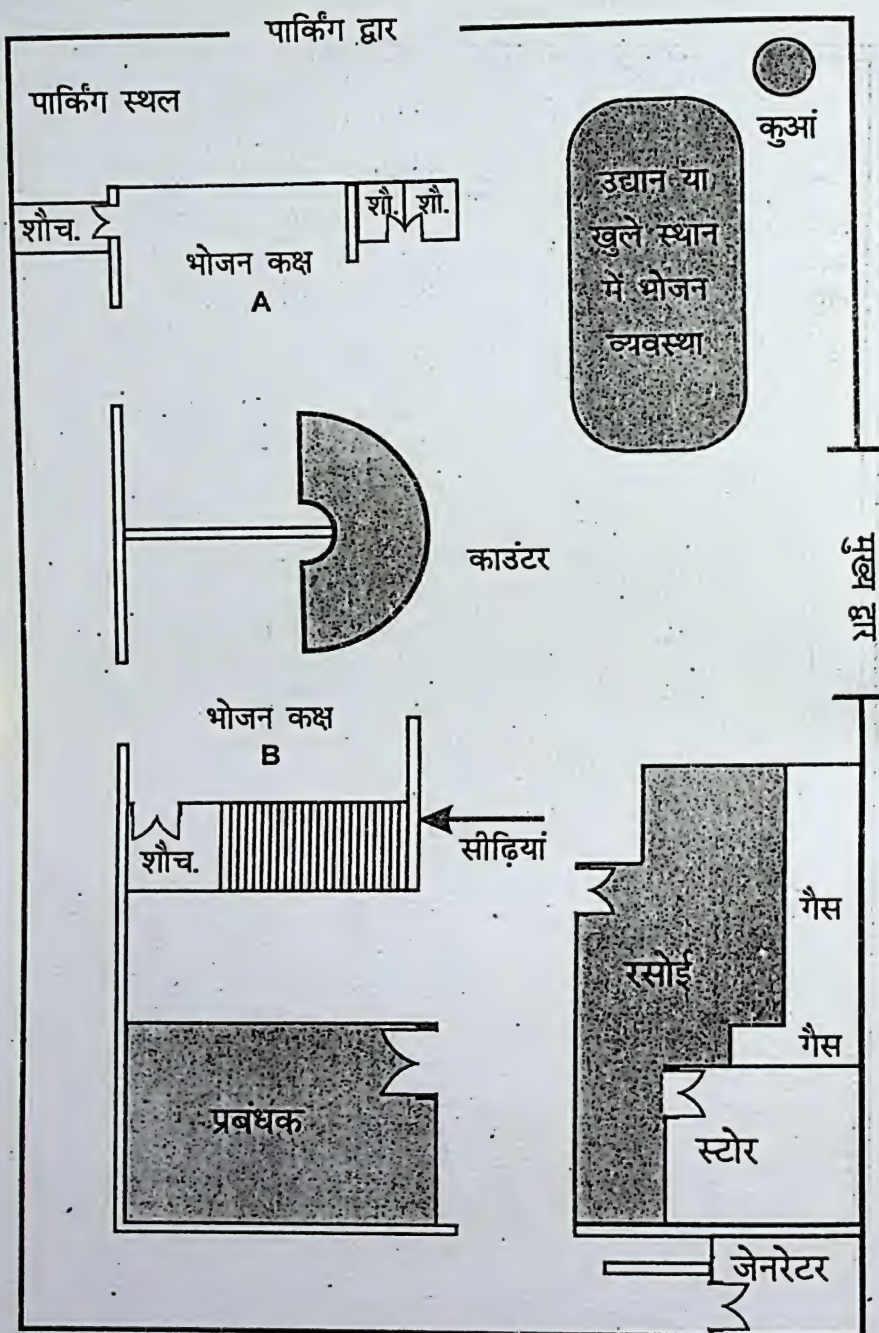 पार्किंग द्वार
पार्किंग स्थल
कुआं
उद्यान या
खुले स्थान
में भोजन
व्यवस्था
शौच.
शौ. शौ.
भोजन कक्ष
A
काउंटर
मुख्य द्वार
भोजन कक्ष
B
शौच.
सीढ़ियां
गैस
रसोई
गैस
प्रबंधक
स्टोर
जेनरेटर